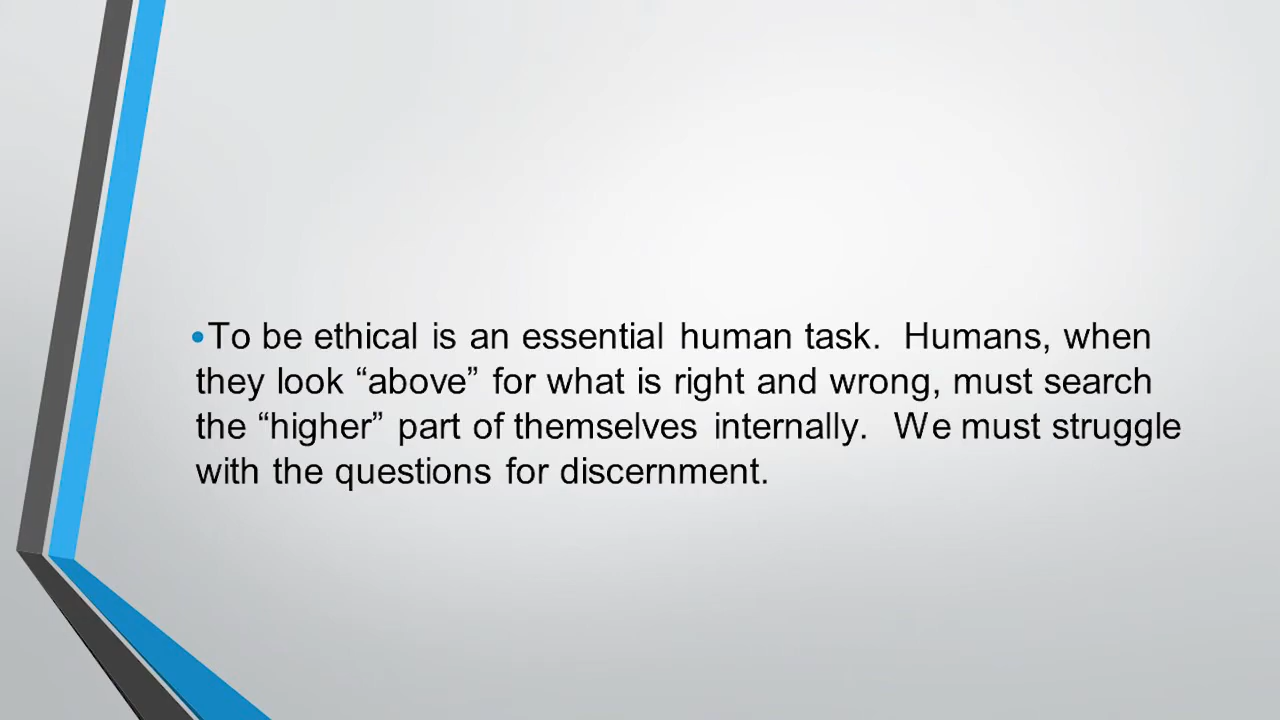 •To be ethical is an essential human task.  Humans, when
they look “above” for what is right and wrong, must search
the “higher” part of themselves internally.  We must struggle
with the questions for discernment.